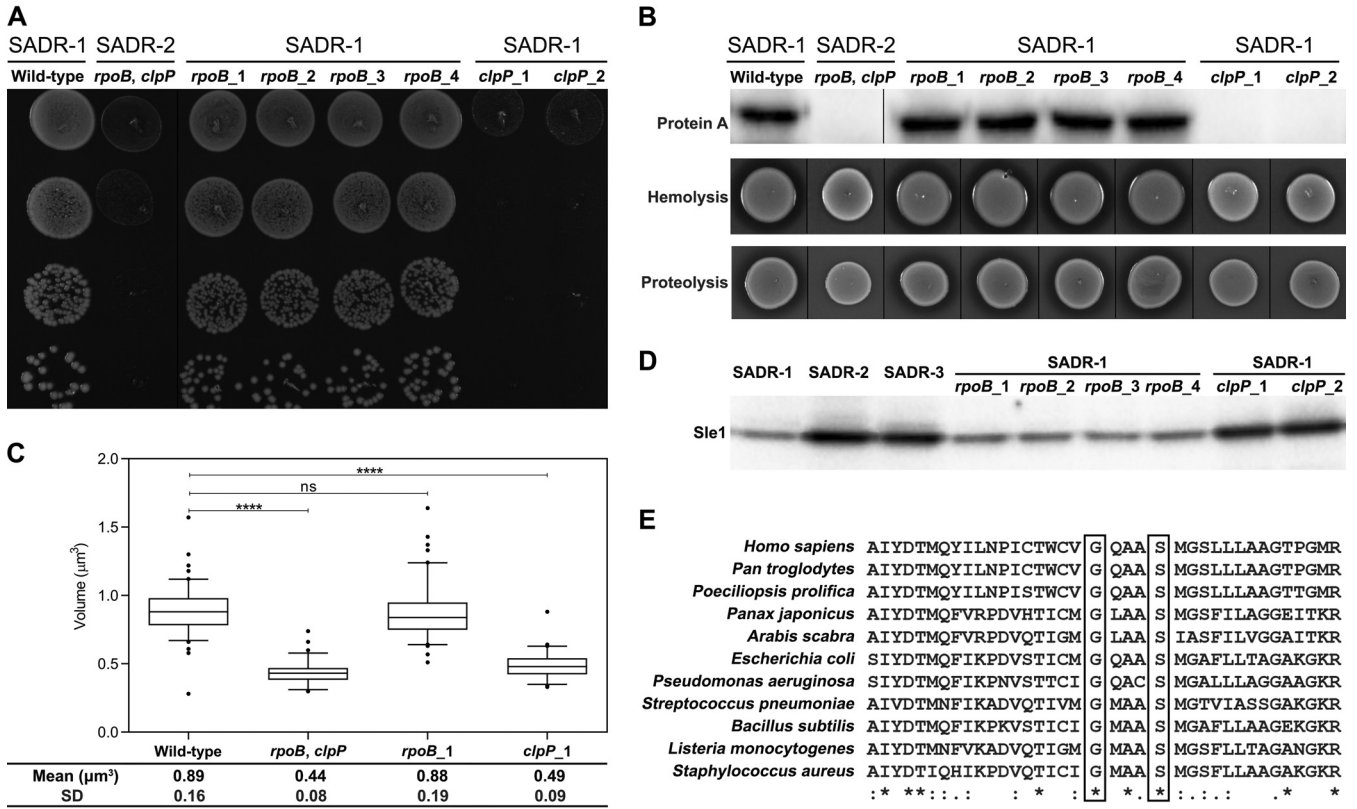 A
SADR-1 SADR-2 SADR-1 SADR-1
Wild-type rpoB, clpP rpoB_1 rpoB_2 rpoB_3 rpoB_4 clpP_1 clpP_2
B
SADR-1 SADR-2 SADR-1 SADR-1
Wild-type rpoB, clpP rpoB_1 rpoB_2 rpoB_3 rpoB_4 clpP_1 clpP_2
Protein A
Hemolysis
Proteolysis
C
2.0
1.5
1.0
0.5
0.0
Volume (µm³)
****
ns
****
Wild-type rpoB, clpP rpoB_1 clpP_1
Mean (µm³) 0.89 0.44 0.88 0.49
SD 0.16 0.08 0.19 0.09
D
SADR-1 SADR-2 SADR-3 SADR-1 SADR-1
rpoB_1 rpoB_2 rpoB_3 rpoB_4 clpP_1 clpP_2
Sle1
E
Homo sapiens AIYDTMQYILNPICTWCV G QAA S MGSLLLAAGTPGMR
Pan troglodytes AIYDTMQYILNPICTWCV G QAA S MGSLLLAAGTPGMR
Poeciliopsis prolifica AIYDTMQYILNPISTWCV G QAA S MGSLLLAAGTTGMR
Panax japonicus AIYDTMQFVRPDVHTICM G LAA S MGSFILAGGEITKR
Arabis scabra AIYDTMQFVRPDVQTIGM G LAA S IASFILVGGAITKR
Escherichia coli SIYDTMQFIKPDVSTICM G QAA S MGAFLLTAGAKGKR
Pseudomonas aeruginosa SIYDTMQFIKPNVSTTCI G QAC S MGALLLAGGAAGKR
Streptococcus pneumoniae AIVDTMNFIKADVQTIVM G MAA S MGTVIASSGAKGKR
Bacillus subtilis AIYDTMQFIKPKVSTICI G MAA S MGAFLLAAGEKGKR
Listeria monocytogenes AIYDTMNFVKADVQTIGM G MAA S MGSFLLTAGANGKR
Staphylococcus aureus AIYDTIQHIKPDVQTICI G MAA S MGSFLLAAGAKGKR
:* **::.: : * : * *. * :.:.: * *